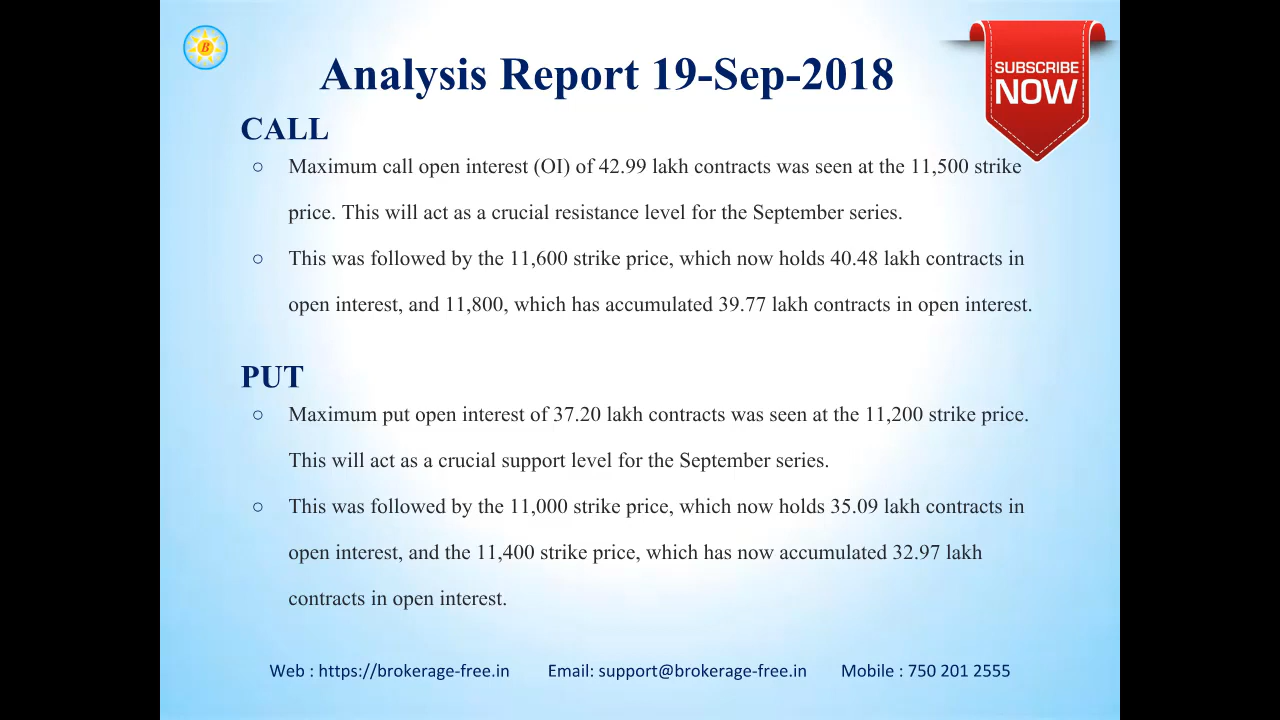 B
SUBSCRIBE
NOW
Analysis Report 19-Sep-2018
CALL
○ Maximum call open interest (OI) of 42.99 lakh contracts was seen at the 11,500 strike
price. This will act as a crucial resistance level for the September series.
○ This was followed by the 11,600 strike price, which now holds 40.48 lakh contracts in
open interest, and 11,800, which has accumulated 39.77 lakh contracts in open interest.
PUT
○ Maximum put open interest of 37.20 lakh contracts was seen at the 11,200 strike price.
This will act as a crucial support level for the September series.
○ This was followed by the 11,000 strike price, which now holds 35.09 lakh contracts in
open interest, and the 11,400 strike price, which has now accumulated 32.97 lakh
contracts in open interest.
Web : https://brokerage-free.in Email: support@brokerage-free.in Mobile : 750 201 2555